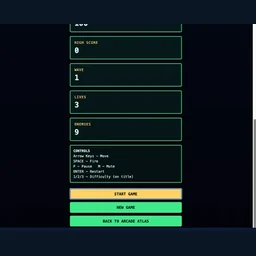 HIGH SCORE
0
WAVE
1
LIVES
3
ENEMIES
9
CONTROLS
Arrow Keys – Move
SPACE – Fire
P – Pause M – Mute
ENTER – Restart
1/2/3 – Difficulty (on title)
START GAME
NEW GAME
BACK TO ARCADE ATLAS